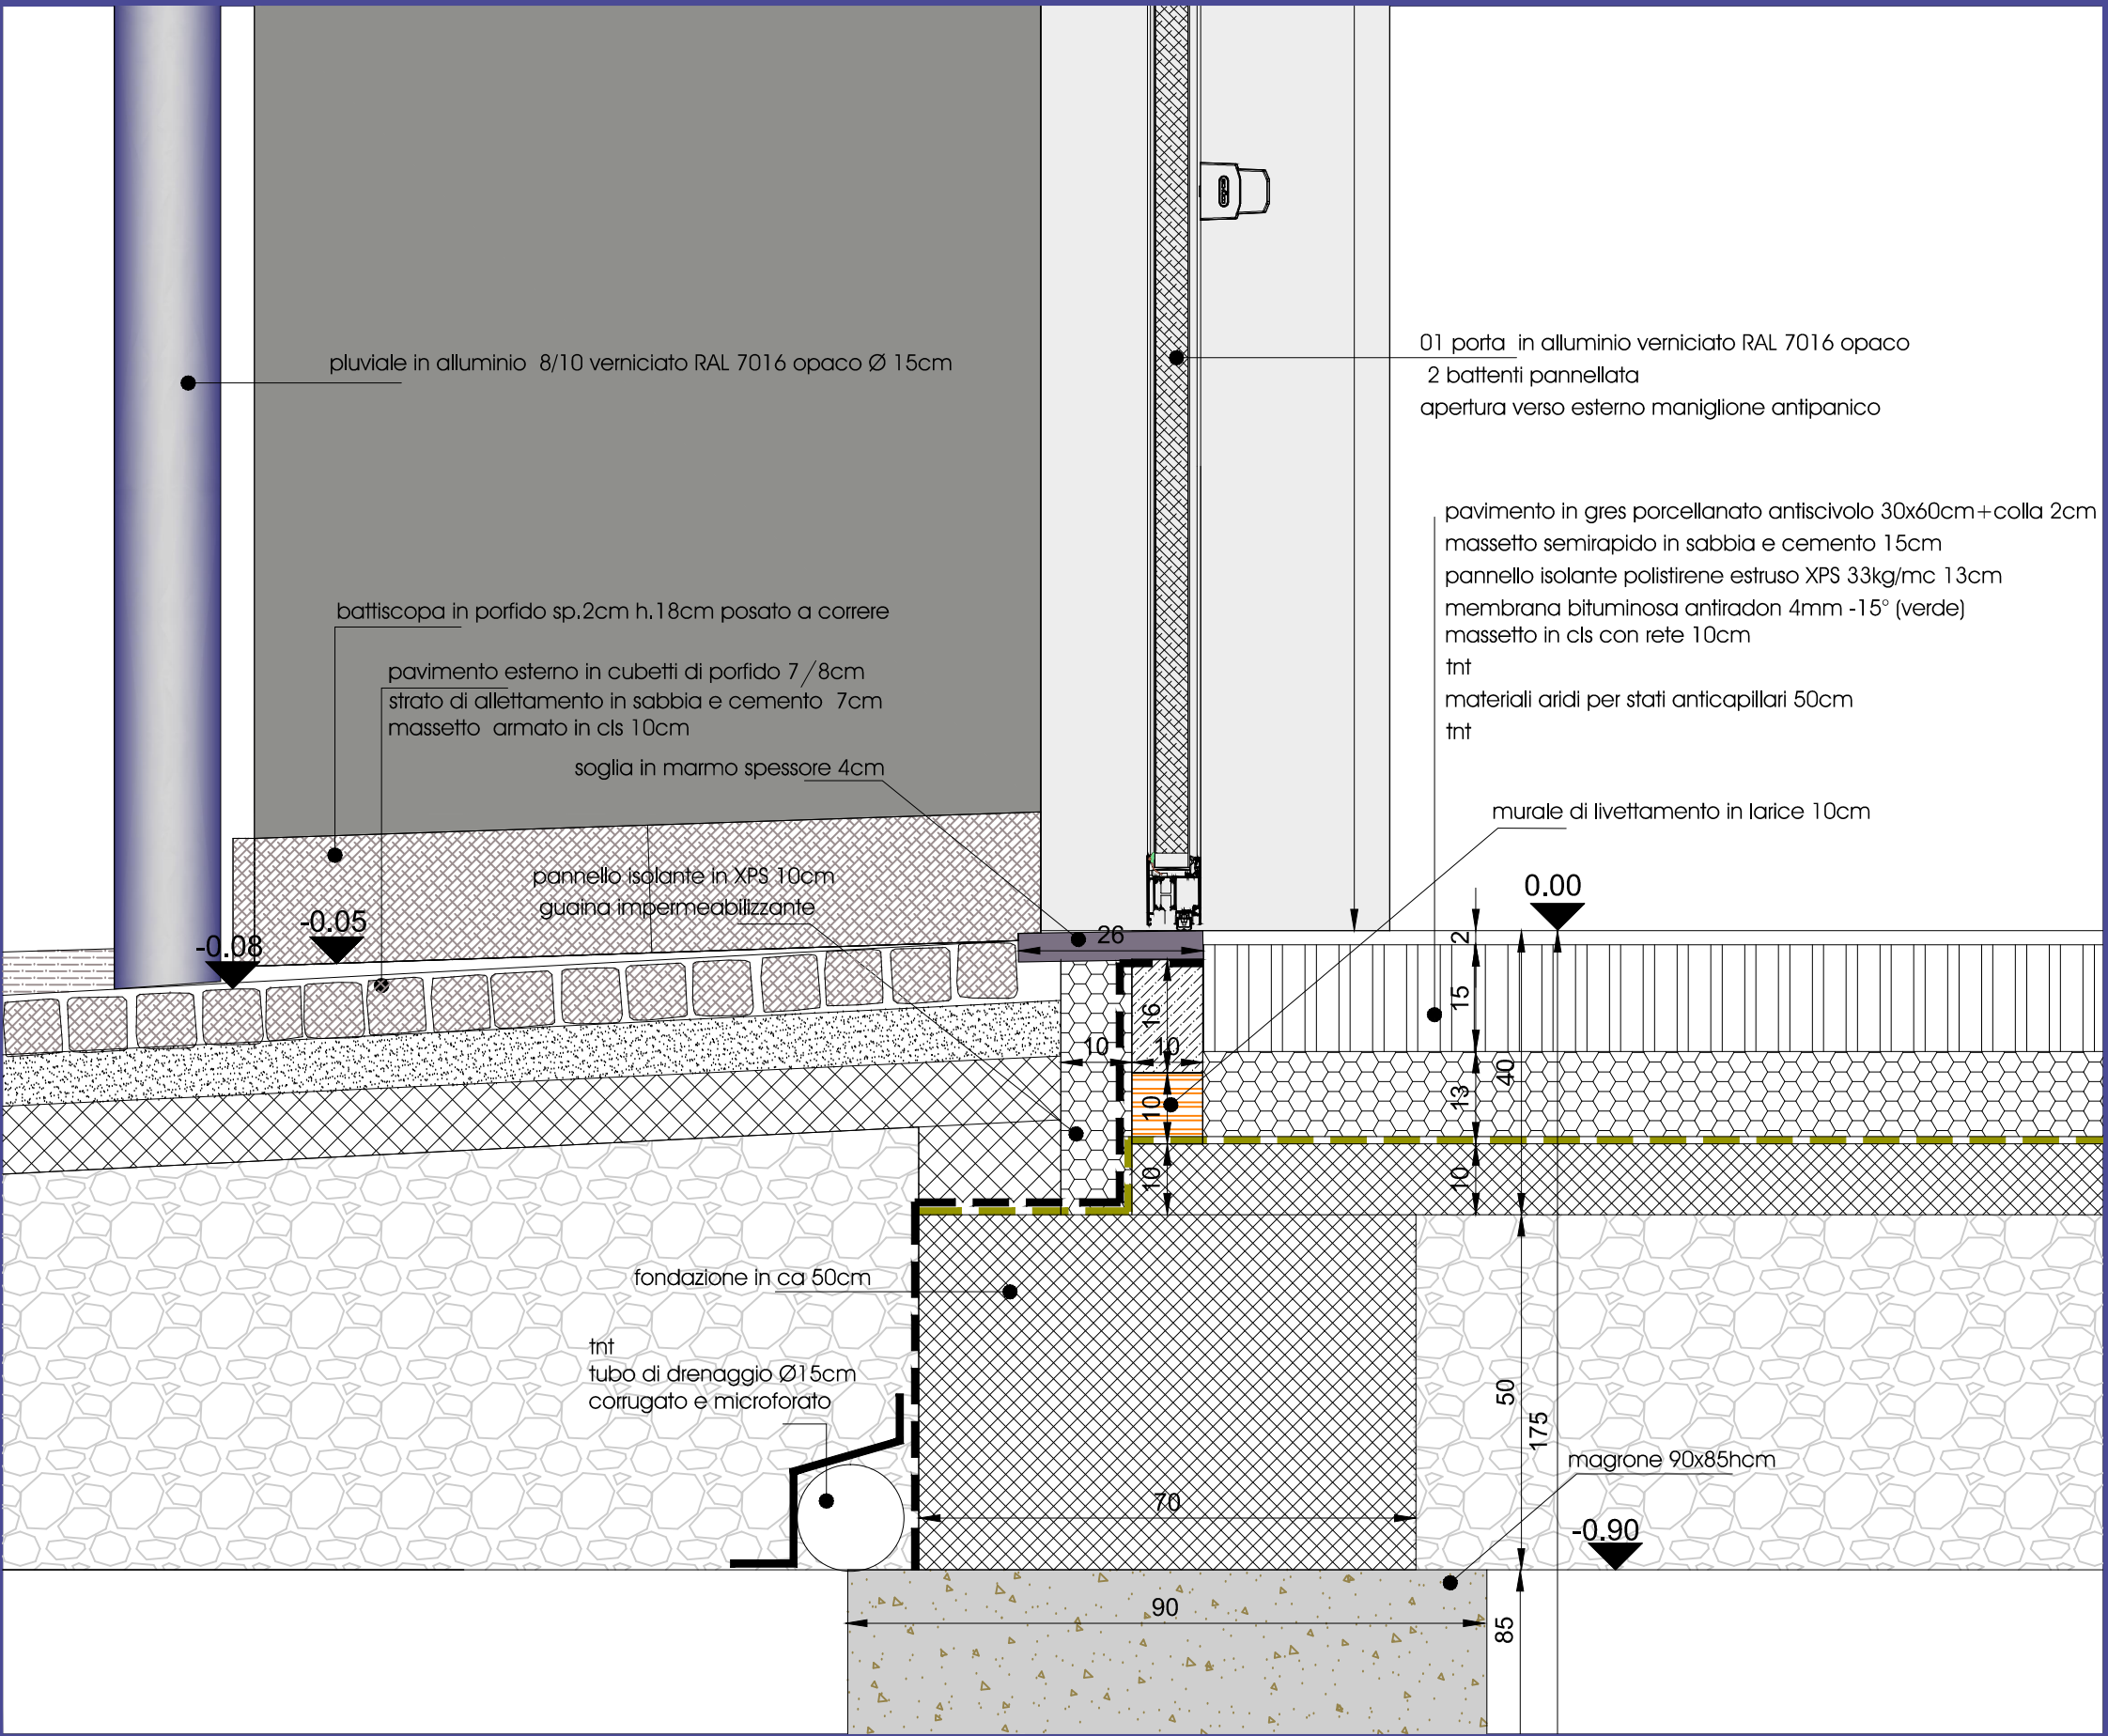 pluviale in alluminio 8/10 verniciato RAL 7016 opaco Ø 15cm
01 porta in alluminio verniciato RAL 7016 opaco
2 battenti pannellata
apertura verso esterno maniglione antipanico
pavimento in gres porcellanato antiscivolo 30x60cm+colla 2cm
massetto semirapido in sabbia e cemento 15cm
pannello isolante polistirene estruso XPS 33kg/mc 13cm
membrana bituminosa antiradon 4mm -15° (verde)
massetto in cls con rete 10cm
tnt
materiali aridi per stati anticapillari 50cm
tnt
battiscopa in porfido sp.2cm h.18cm posato a correre
pavimento esterno in cubetti di porfido 7/8cm
strato di allettamento in sabbia e cemento 7cm
massetto armato in cls 10cm
soglia in marmo spessore 4cm
murale di livettamento in larice 10cm
pannello isolante in XPS 10cm
guaina impermeabilizzante
0.00
-0.05
-0.08
26
2
16
15
10
10
40
10
13
10
10
fondazione in ca 50cm
tnt
tubo di drenaggio Ø15cm
corrugato e microforato
50
175
magrone 90x85hcm
70
-0.90
90
85